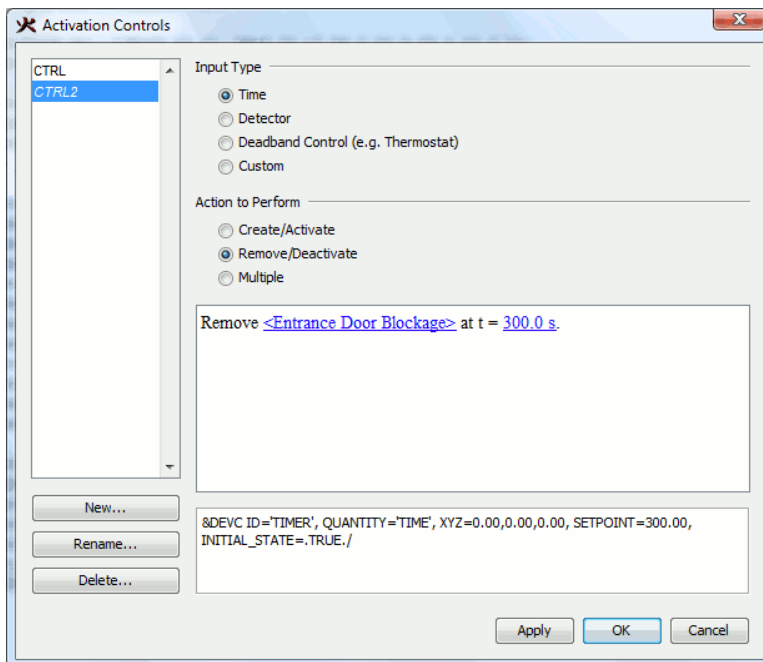 Activation Controls
CTRL
CTRL2
Input Type
Time
Detector
Deadband Control (e.g. Thermostat)
Custom
Action to Perform
Create/Activate
Remove/Deactivate
Multiple
Remove <Entrance Door Blockage> at t = 300.0 s.
New...
Rename...
Delete...
&DEVC ID='TIMER', QUANTITY='TIME', XYZ=0.00,0.00,0.00, SETPOINT=300.00,
INITIAL_STATE=.TRUE./
Apply
OK
Cancel